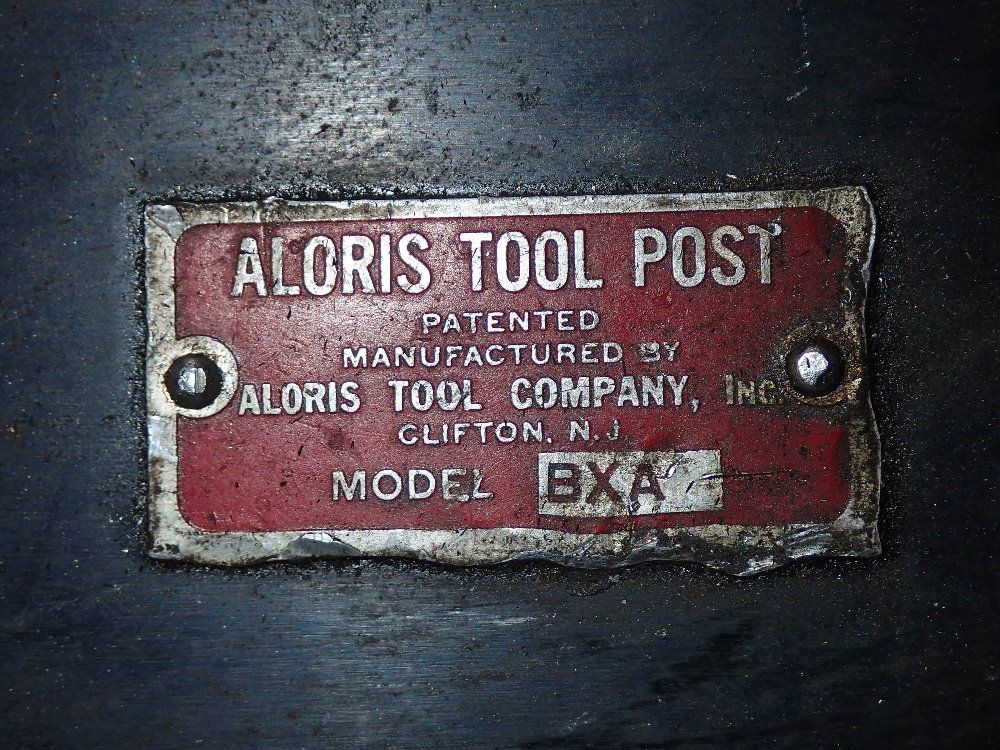 ALORIS TOOL POST
PATENTED
MANUFACTURED BY
ALORIS TOOL COMPANY, INC.
CLIFTON, N.J.
MODEL BXA